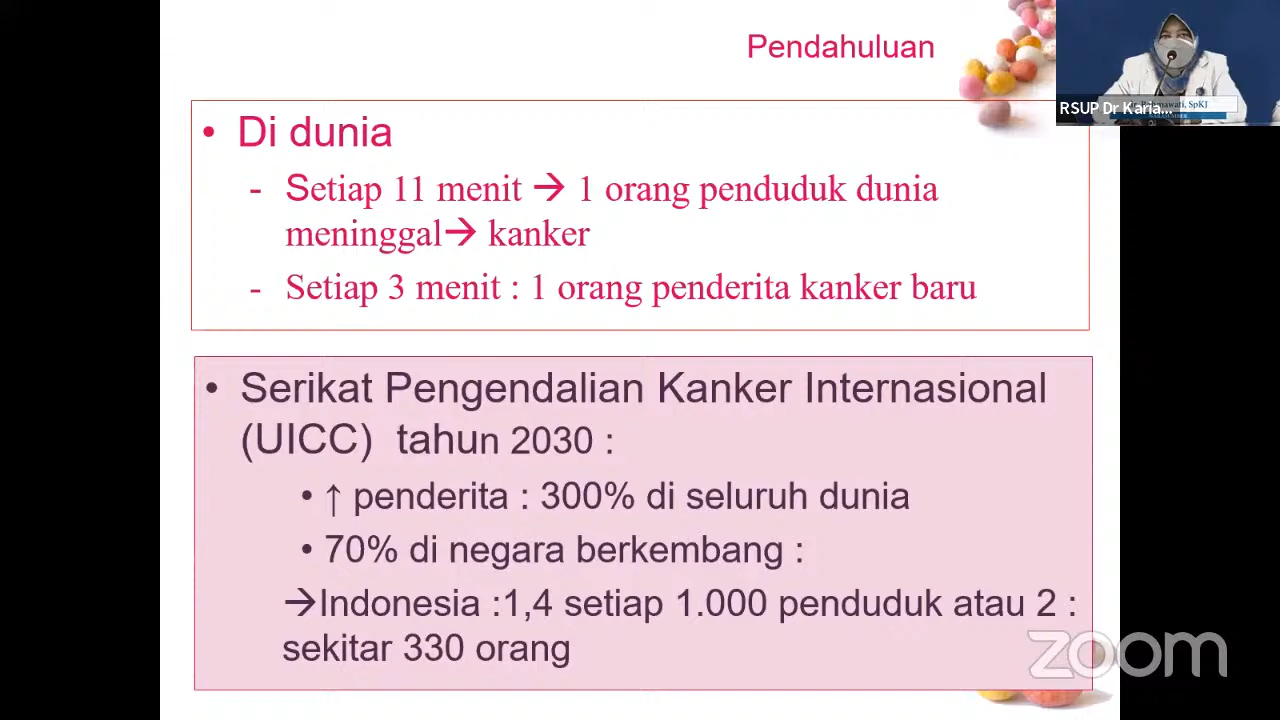 Pendahuluan
• Di dunia
- Setiap 11 menit → 1 orang penduduk dunia
meninggal→ kanker
- Setiap 3 menit : 1 orang penderita kanker baru
• Serikat Pengendalian Kanker Internasional
(UICC) tahun 2030 :
• ↑ penderita : 300% di seluruh dunia
• 70% di negara berkembang :
→Indonesia :1,4 setiap 1.000 penduduk atau 2 :
sekitar 330 orang
RSUP Dr Karia...
SpKJ
zoom